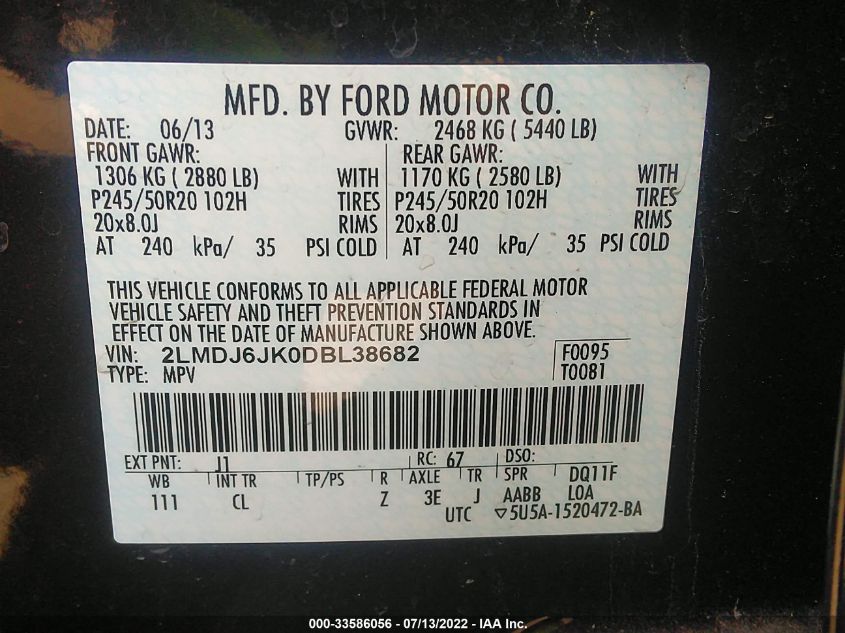 MFD. BY FORD MOTOR CO.
DATE: 06/13 GVWR: 2468 KG ( 5440 LB)
FRONT GAWR: REAR GAWR:
1306 KG ( 2880 LB) WITH 1170 KG ( 2580 LB) WITH
P245/50R20 102H TIRES P245/50R20 102H TIRES
20x8.0J RIMS 20x8.0J RIMS
AT 240 kPa/ 35 PSI COLD AT 240 kPa/ 35 PSI COLD
THIS VEHICLE CONFORMS TO ALL APPLICABLE FEDERAL MOTOR
VEHICLE SAFETY AND THEFT PREVENTION STANDARDS IN
EFFECT ON THE DATE OF MANUFACTURE SHOWN ABOVE.
VIN: 2LMDJ6JK0DBL38682 F0095
TYPE: MPV T0081
EXT PNT: J1 RC: 67 DSO:
WB INT TR TP/PS R AXLE TR SPR DQ11F
111 CL Z 3E J AABB LOA
UTC ▽5U5A-1520472-BA
000-33586056 - 07/13/2022 - IAA Inc.